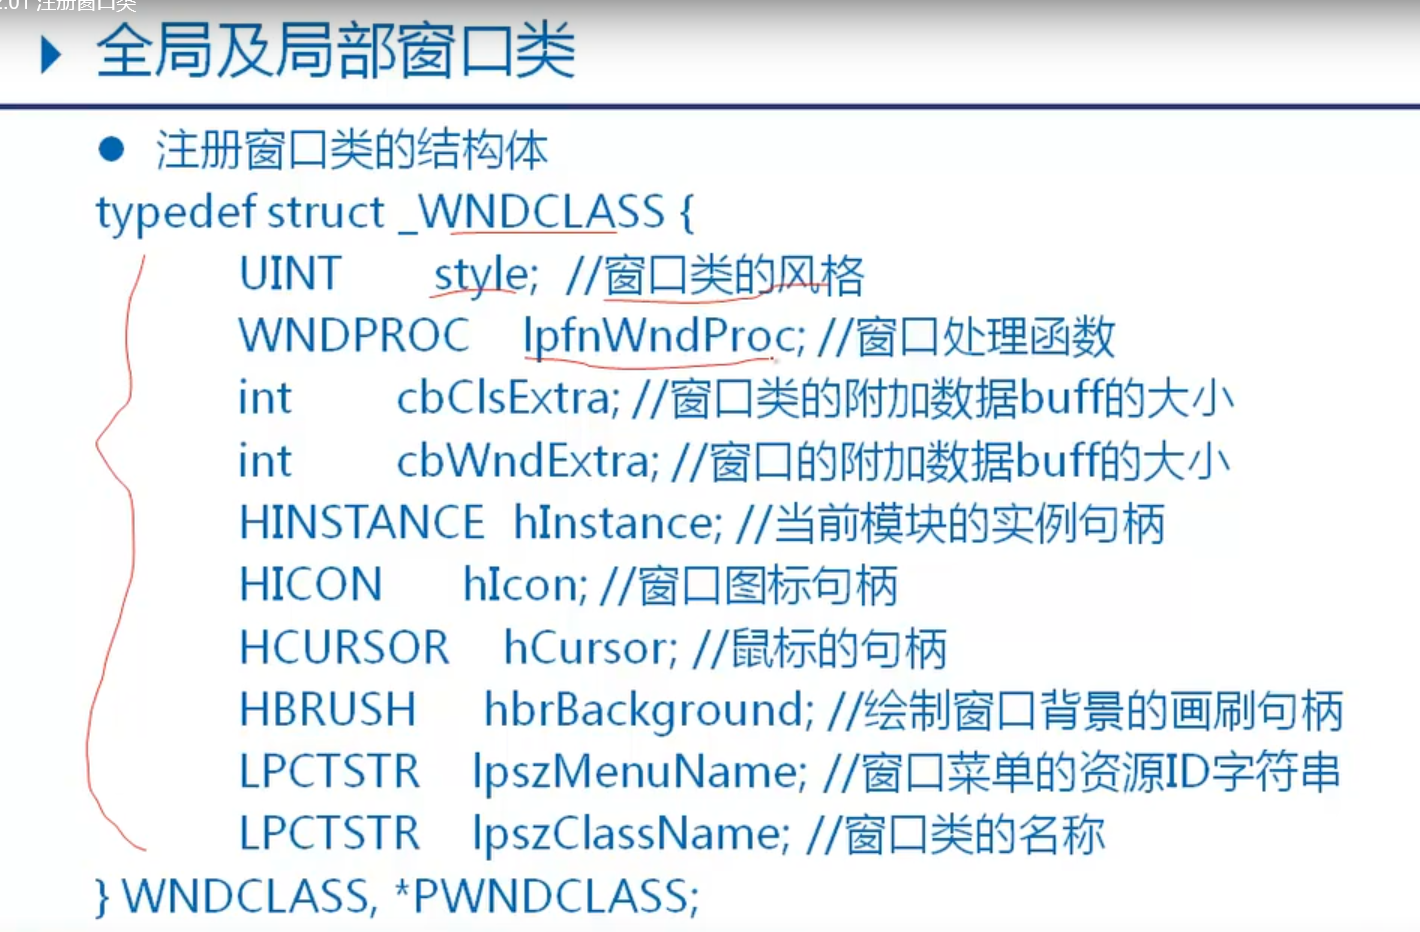 2.01 注册窗口类
全局及局部窗口类
注册窗口类的结构体
typedef struct _WNDCLASS {
UINT style; //窗口类的风格
WNDPROC lpfnWndProc; //窗口处理函数
int cbClsExtra; //窗口类的附加数据buff的大小
int cbWndExtra; //窗口的附加数据buff的大小
HINSTANCE hInstance; //当前模块的实例句柄
HICON hIcon; //窗口图标句柄
HCURSOR hCursor; //鼠标的句柄
HBRUSH hbrBackground; //绘制窗口背景的画刷句柄
LPCTSTR lpszMenuName; //窗口菜单的资源ID字符串
LPCTSTR lpszClassName; //窗口类的名称
} WNDCLASS, *PWNDCLASS;